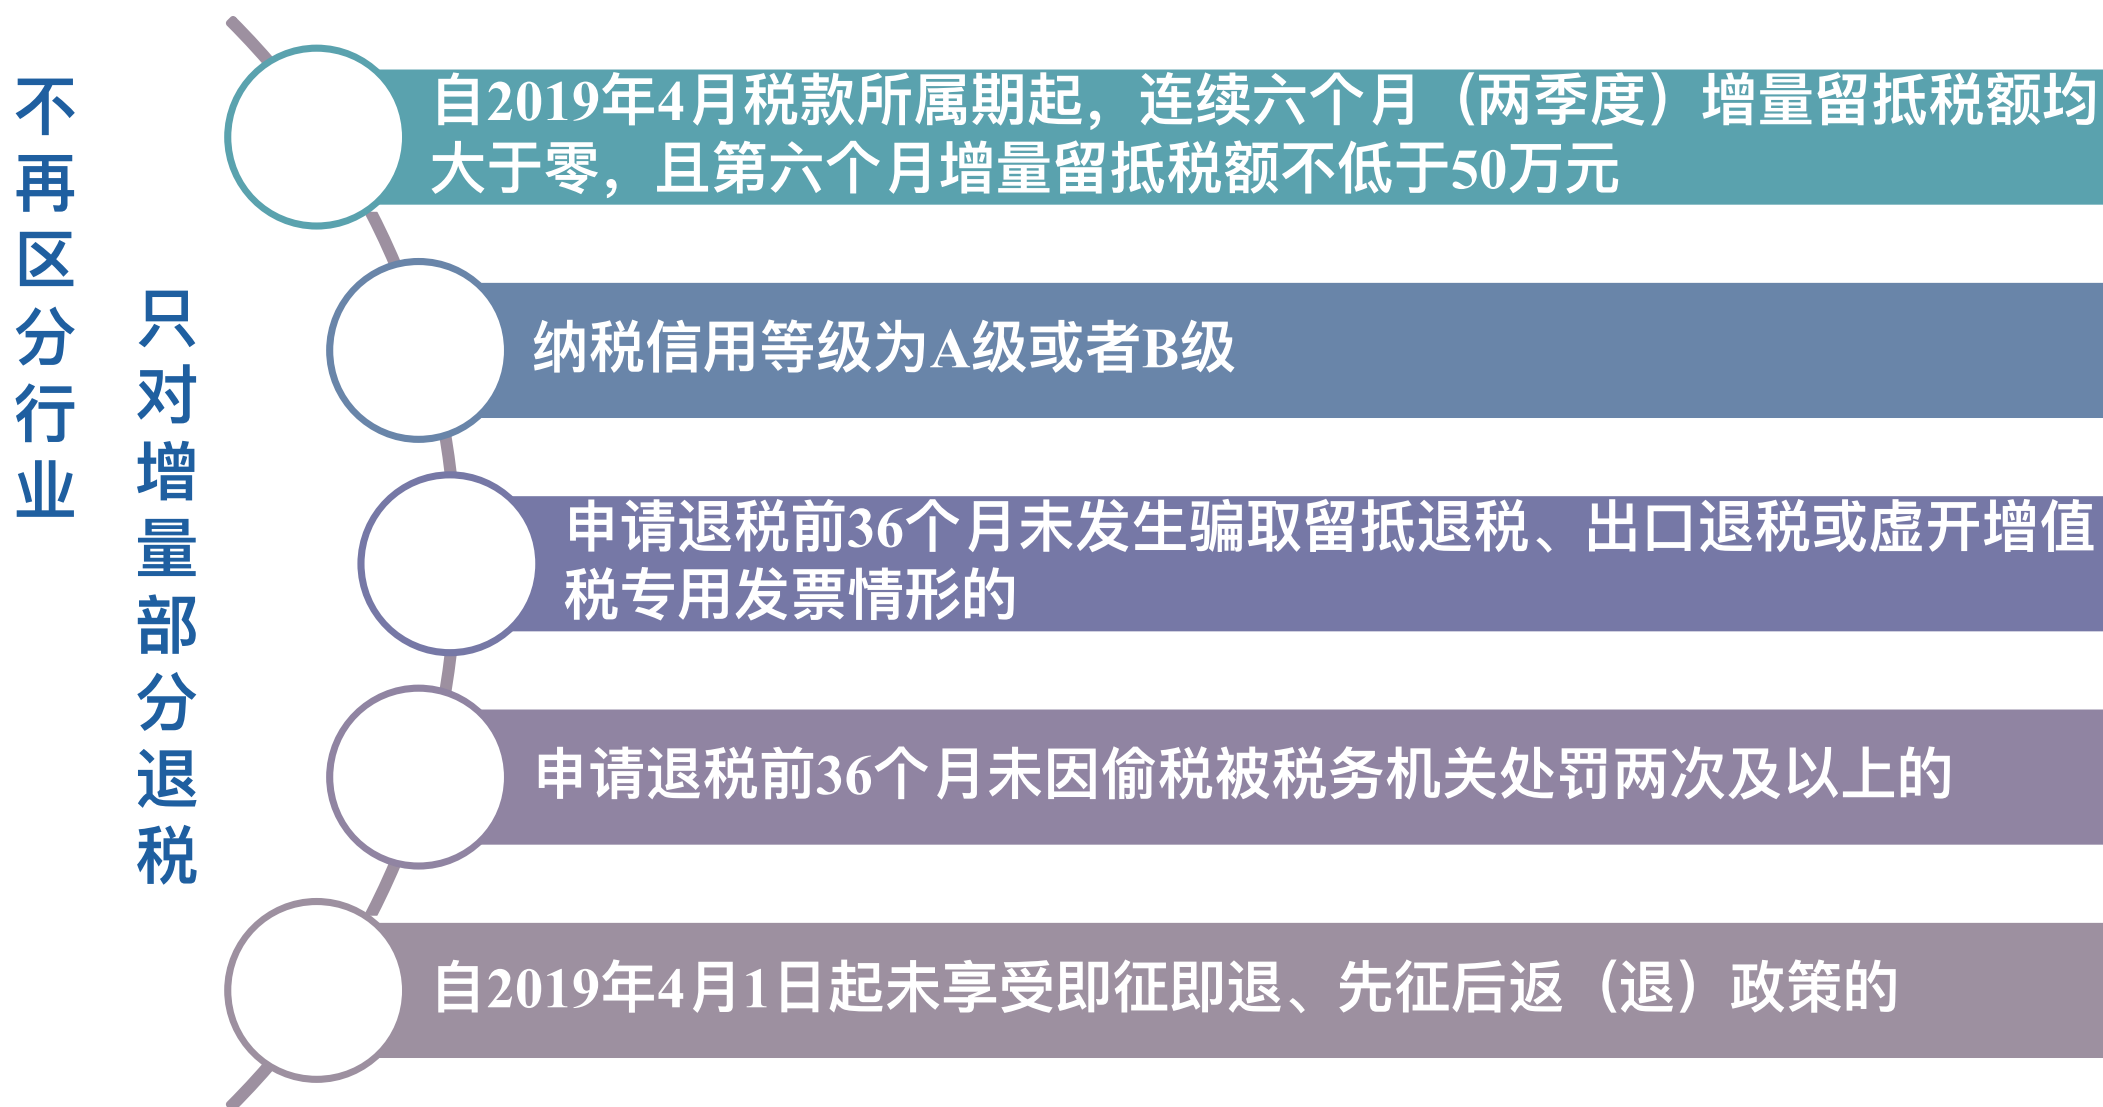 不再区分行业
只对增量部分退税
自2019年4月税款所属期起，连续六个月（两季度）增量留抵税额均
大于零，且第六个月增量留抵税额不低于50万元
纳税信用等级为A级或者B级
申请退税前36个月未发生骗取留抵退税、出口退税或虚开增值
税专用发票情形的
申请退税前36个月未因偷税被税务机关处罚两次及以上的
自2019年4月1日起未享受即征即退、先征后返（退）政策的